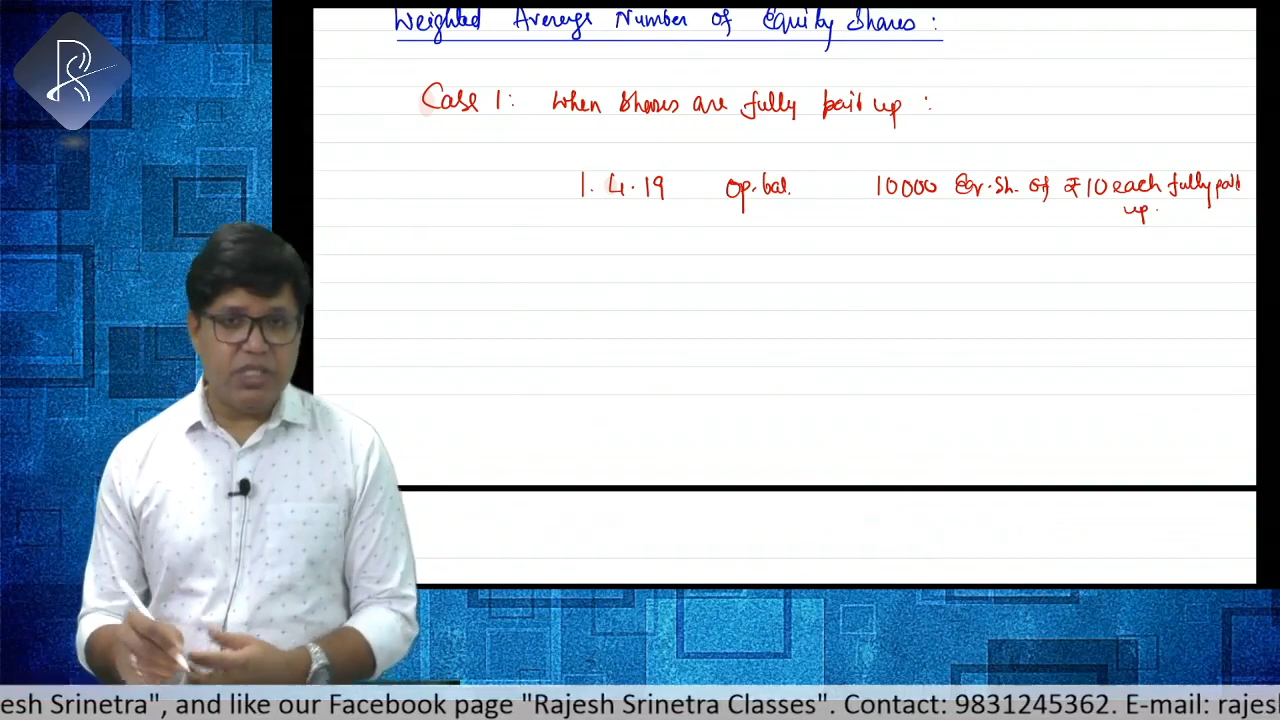 Weighted Average Number of Equity Shares :
Case 1: When shares are fully paid up :
1.4.19 op.bal. 10000 Eq.Sh. of ₹10 each fully paid
up.
esh Srinetra", and like our Facebook page "Rajesh Srinetra Classes". Contact: 9831245362. E-mail: rajes